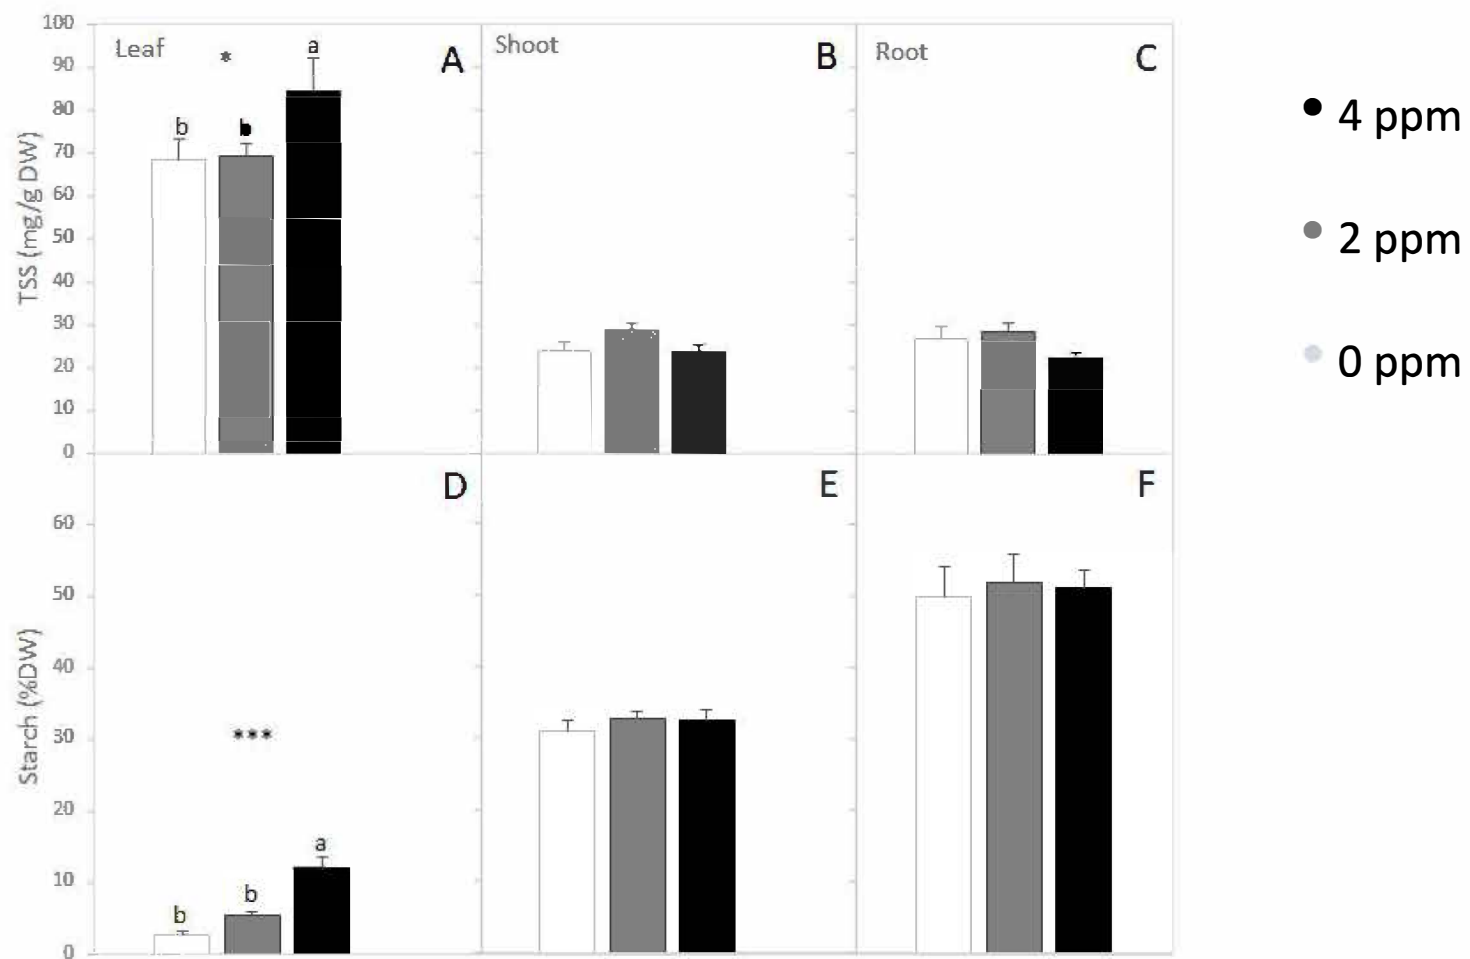 100
90
80
70
60
50
40
30
20
10
0
TSS (mg/g DW)
Leaf
*
b
b
a
A
Shoot
B
Root
C
• 4 ppm
• 2 ppm
• 0 ppm
60
50
40
30
20
10
0
Starch (%DW)
***
b
b
a
D
E
F